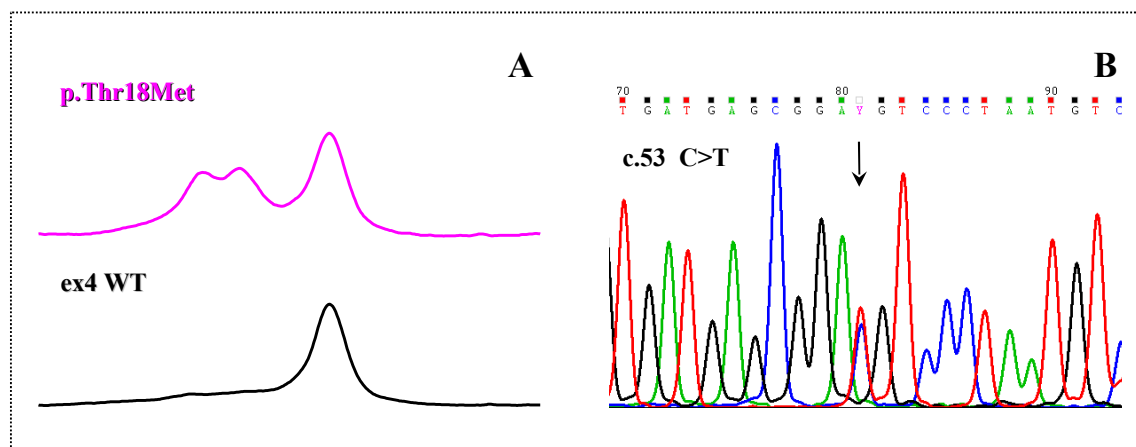 A
p.Thr18Met
ex4 WT
B
70 80 90
T G A T G A G C G G A Y G T C C C T A A T G T C
c.53 C>T